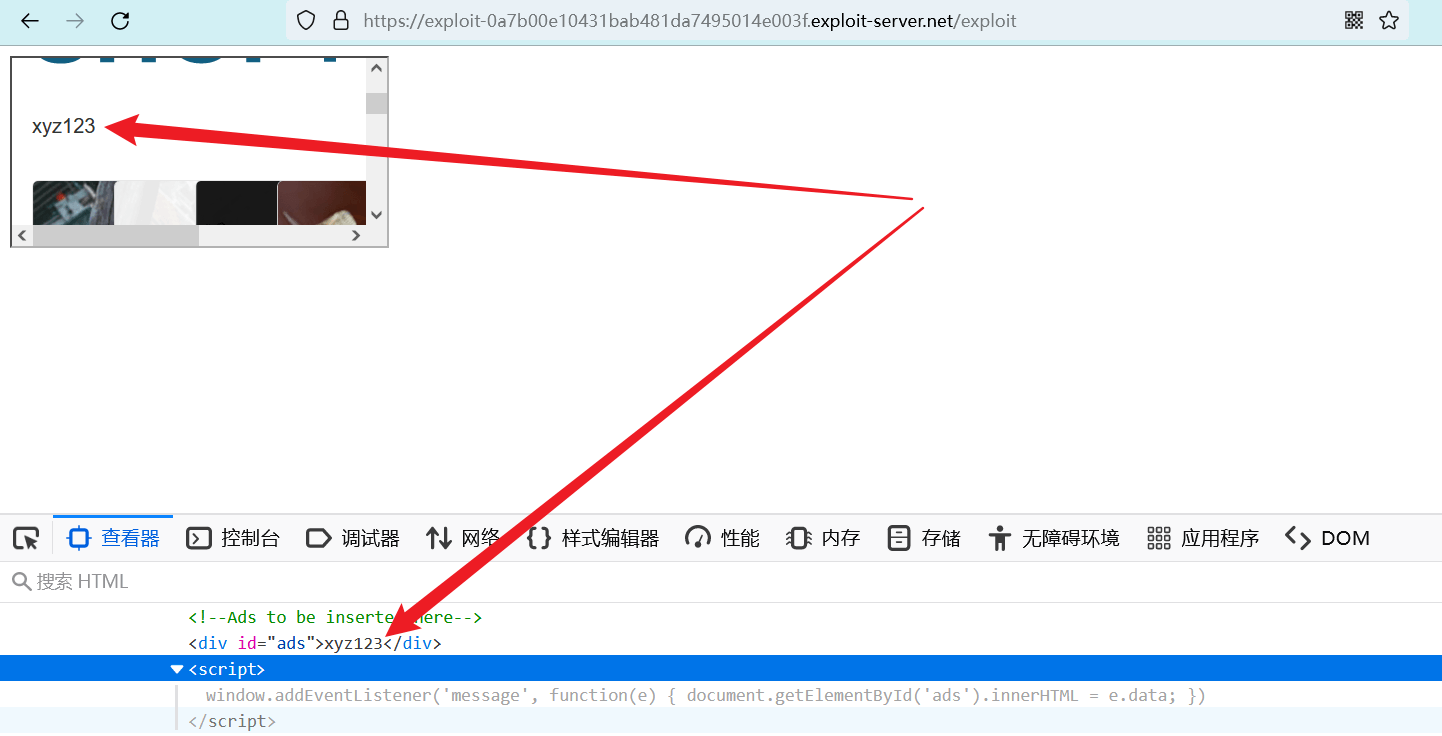 https://exploit-0a7b00e10431bab481da7495014e003f.exploit-server.net/exploit
xyz123
查看器 控制台 调试器 网络 样式编辑器 性能 内存 存储 无障碍环境 应用程序 DOM
搜索 HTML
<!--Ads to be inserted here-->
<div id="ads">xyz123</div>
<script>
window.addEventListener('message', function(e) { document.getElementById('ads').innerHTML = e.data; })
</script>